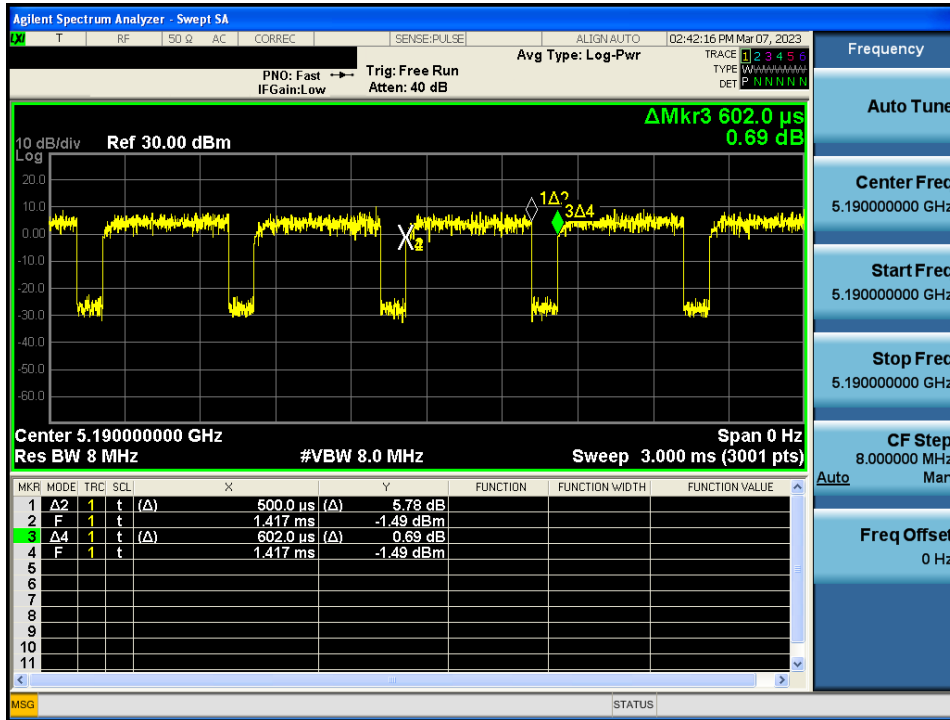 Agilent Spectrum Analyzer - Swept SA
LXI T RF 50 Ω AC CORREC SENSE:PULSE ALIGN AUTO 02:42:16 PM Mar 07, 2023
Avg Type: Log-Pwr
TRACE 1 2 3 4 5 6
PNO: Fast Trig: Free Run
TYPE WWWWWW
IFGain:Low Atten: 40 dB
DET P N N N N N
ΔMkr3 602.0 µs
0.69 dB
10 dB/div Ref 30.00 dBm
Log
20.0
10.0
0.00
-10.0
-20.0
-30.0
-40.0
-60.0
3Δ4
Center 5.190000000 GHz Span 0 Hz
Res BW 8 MHz #VBW 8.0 MHz Sweep 3.000 ms (3001 pts)
MKR MODE TRC SCL X Y FUNCTION FUNCTION WIDTH FUNCTION VALUE
1 Δ2 1 t (Δ) 500.0 µs (Δ) 5.78 dB
2 F 1 t 1.417 ms -1.49 dBm
3 Δ4 1 t (Δ) 602.0 µs (Δ) 0.69 dB
4 F 1 t 1.417 ms -1.49 dBm
5
6
7
8
9
10
11
MSG STATUS
Frequency
Auto Tune
Center Freq
5.190000000 GHz
Start Freq
5.190000000 GHz
Stop Freq
5.190000000 GHz
CF Step
8.000000 MHz
Auto Man
Freq Offset
0 Hz